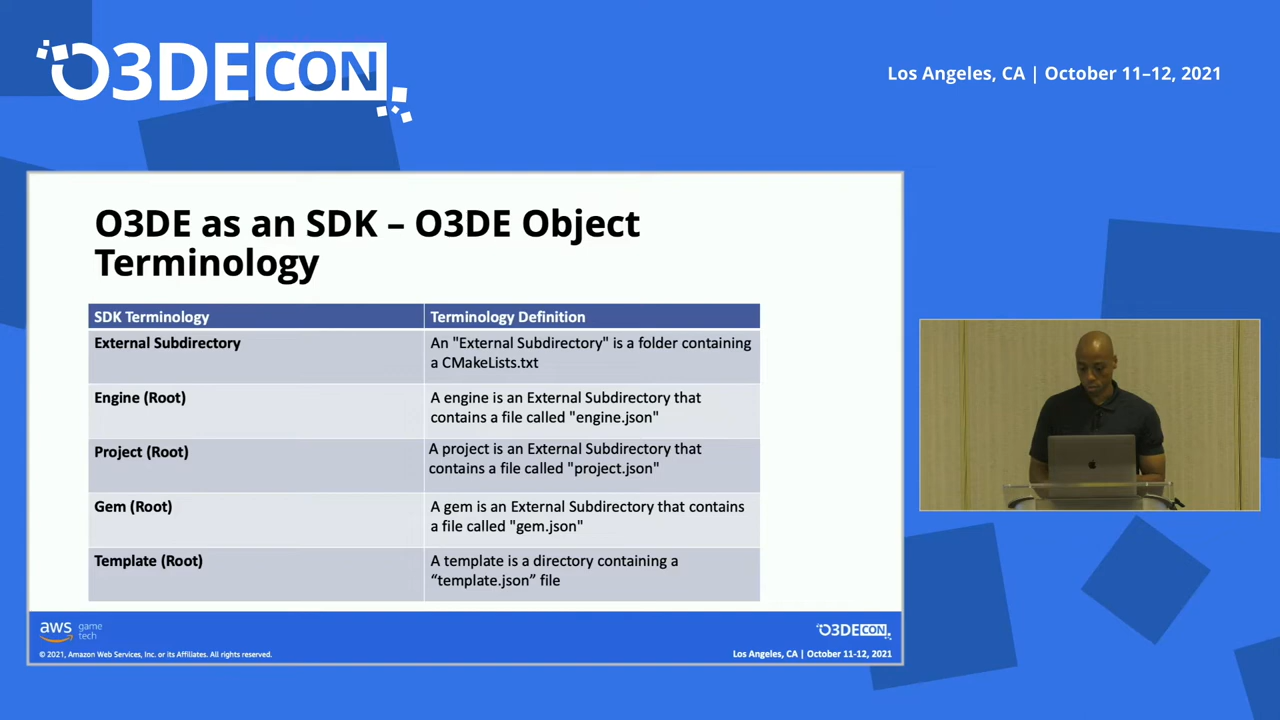 O3DECON
Los Angeles, CA | October 11–12, 2021
O3DE as an SDK – O3DE Object
Terminology
SDK Terminology
Terminology Definition
External Subdirectory
An "External Subdirectory" is a folder containing
a CMakeLists.txt
Engine (Root)
A engine is an External Subdirectory that
contains a file called "engine.json"
Project (Root)
A project is an External Subdirectory that
contains a file called "project.json"
Gem (Root)
A gem is an External Subdirectory that contains
a file called "gem.json"
Template (Root)
A template is a directory containing a
“template.json” file
aws game
tech
© 2021, Amazon Web Services, Inc. or its Affiliates. All rights reserved.
O3DECON
Los Angeles, CA | October 11-12, 2021